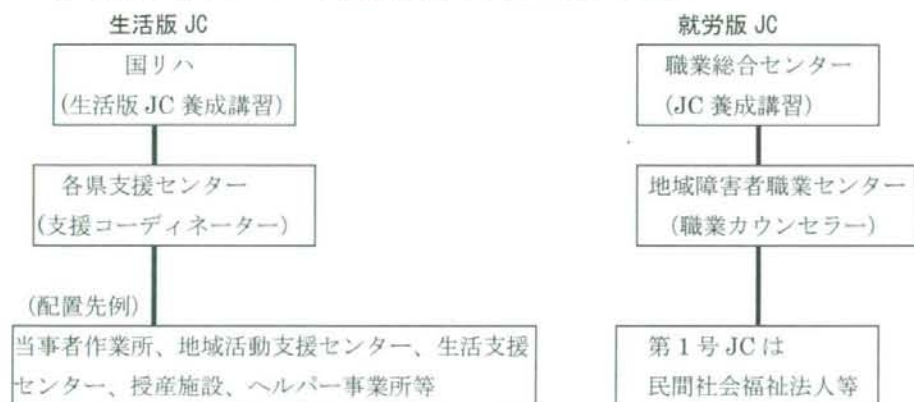 生活版 JC
国リハ
(生活版 JC 養成講習)
各県支援センター
(支援コーディネーター)
(配置先例)
当事者作業所、地域活動支援センター、生活支援
センター、授産施設、ヘルパー事業所等
就労版 JC
職業総合センター
(JC 養成講習)
地域障害者職業センター
(職業カウンセラー)
第 1 号 JC は
民間社会福祉法人等